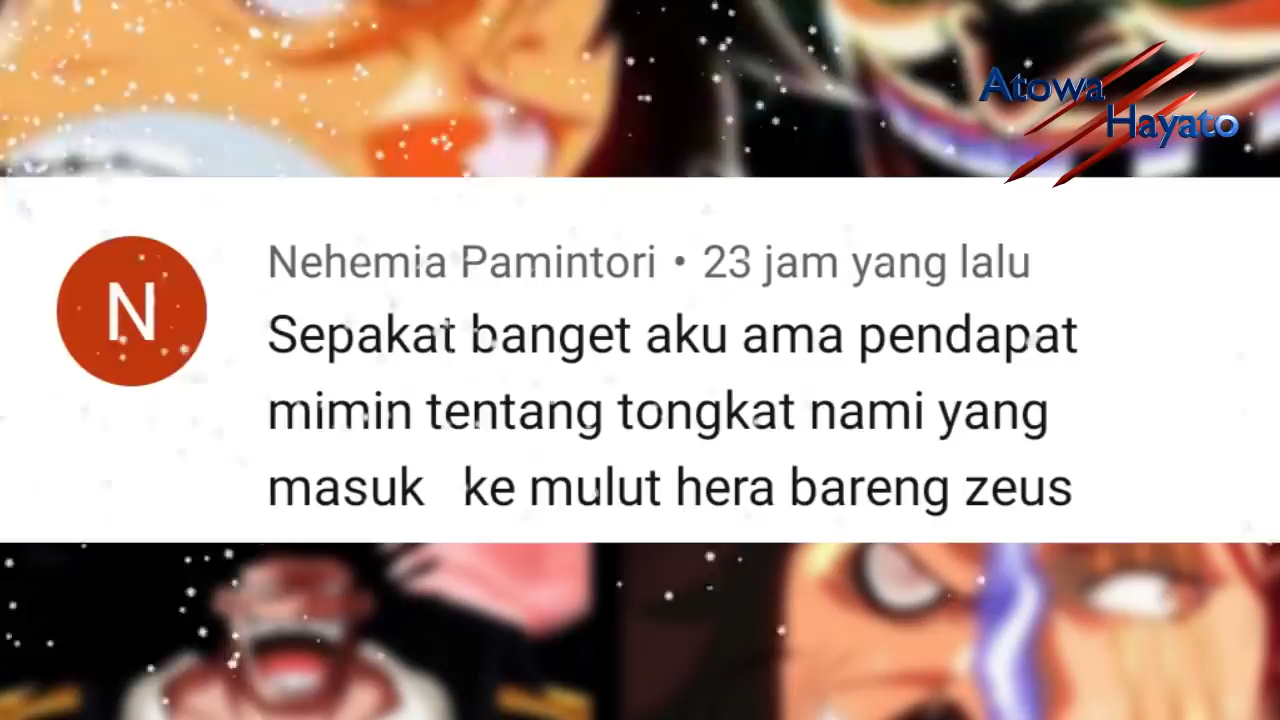 Atowa
Hayato
N
Nehemia Pamintori • 23 jam yang lalu
Sepakat banget aku ama pendapat
mimin tentang tongkat nami yang
masuk   ke mulut hera bareng zeus